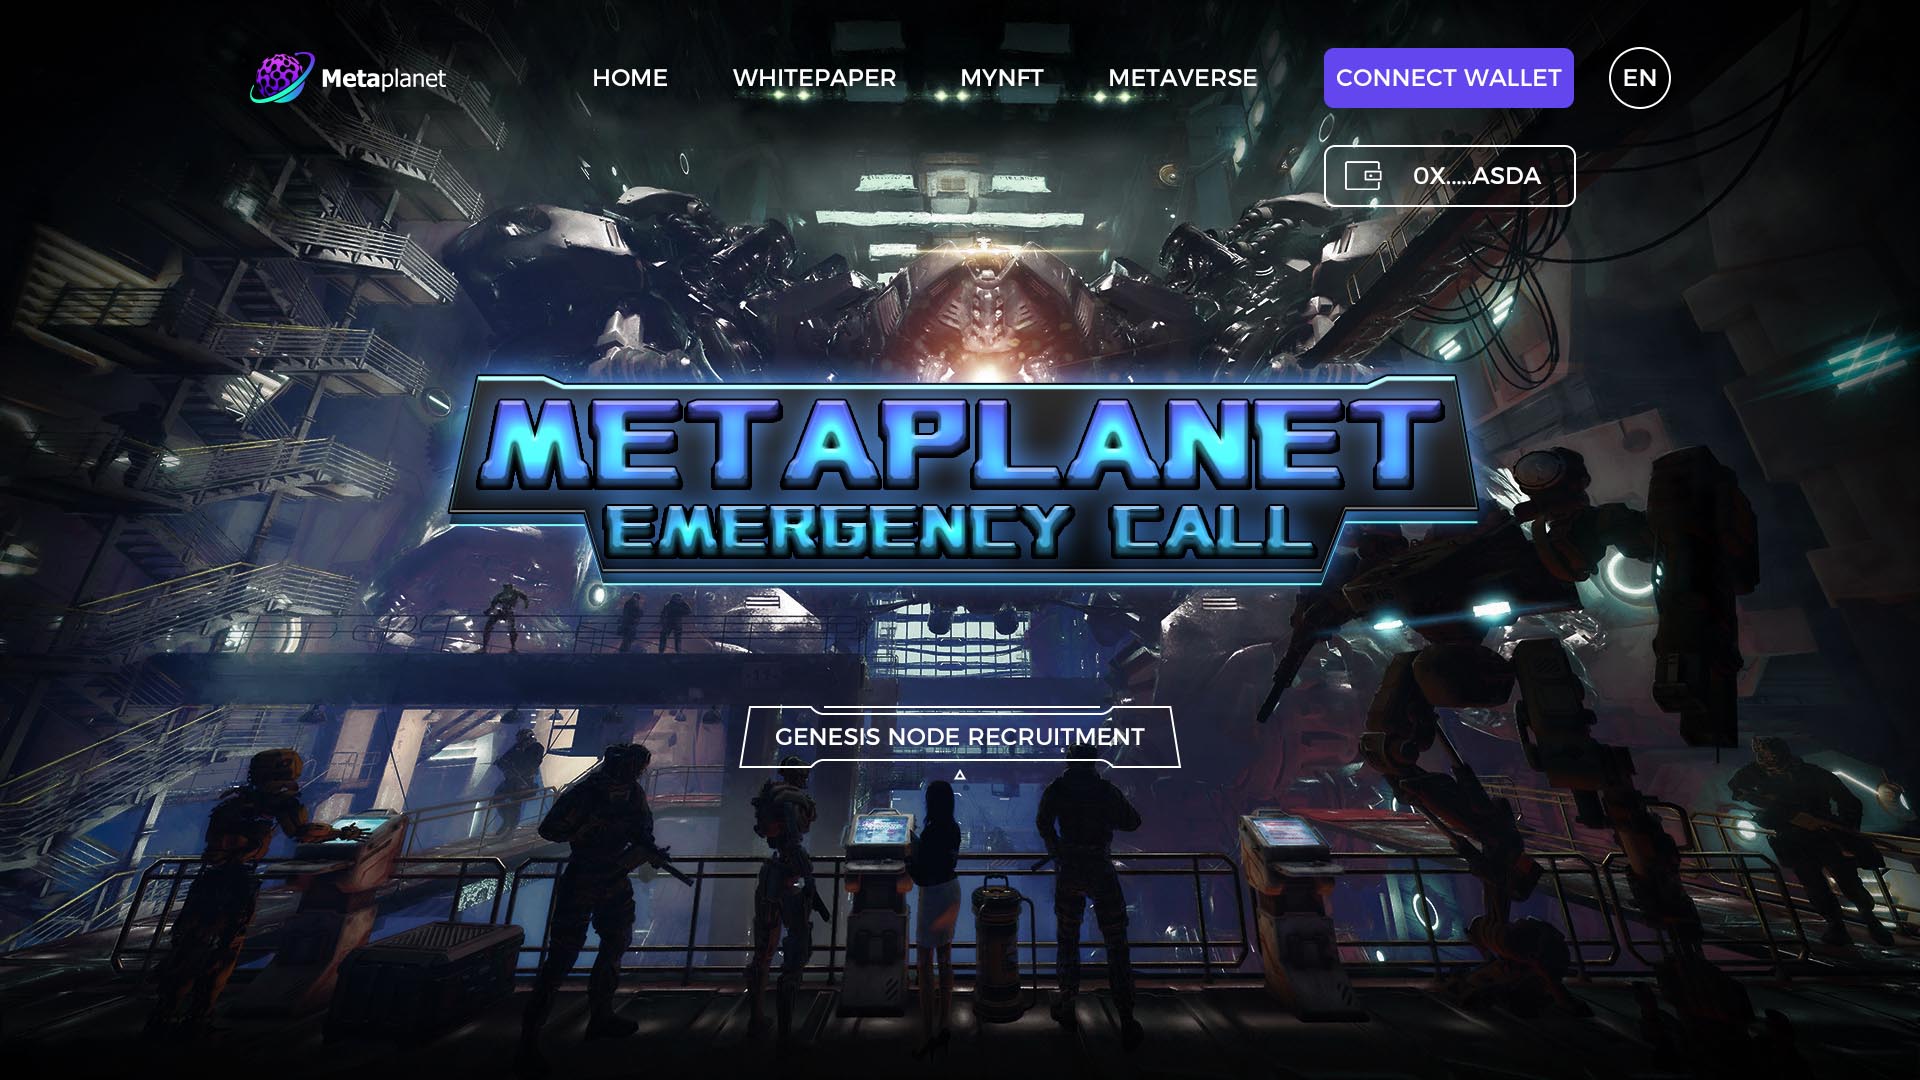 Metaplanet
HOME
WHITEPAPER
MYNFT
METAVERSE
CONNECT WALLET
EN
0X.....ASDA
METAPLANET
EMERGENCY CALL
GENESIS NODE RECRUITMENT